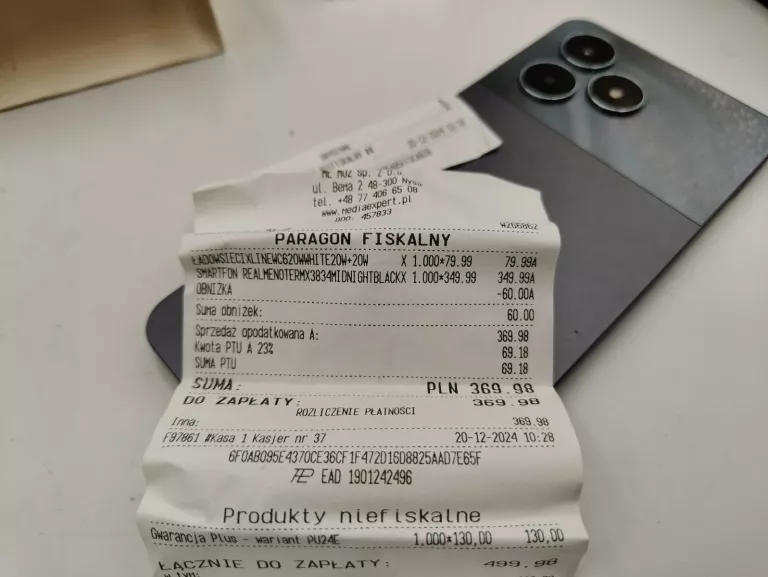 ul. Bema 2 48-300 Nysa
tel. +48 77 406 65 08
www.mediaexpert.pl
457833
W266862
PARAGON FISKALNY
ŁADOWSIECIXLINEWC620WWHITE20W+20W X 1.000*79.99 79.99A
SMARTFON REALMENOTERMX3834MIDNIGHTBLACKX 1.000*349.99 349.99A
OBNIŻKA -60.00A
Suma obniżek: 60.00
Sprzedaż opodatkowana A: 369.98
Kwota PTU A 23% 69.18
SUMA PTU 69.18
SUMA: PLN 369.98
DO ZAPŁATY: 369.98
ROZLICZENIE PŁATNOŚCI
Inna: 369.98
F97861 #Kasa 1 Kasjer nr 37 20-12-2024 10:28
6F0AB095E4370CE36CF1F472D16D8825AAD7E65F
EAD 1901242496
Produkty niefiskalne
Gwarancja Plus - wariant PU24E 1.000*130,00 130,00
ŁĄCZNIE DO ZAPŁATY: 499.98